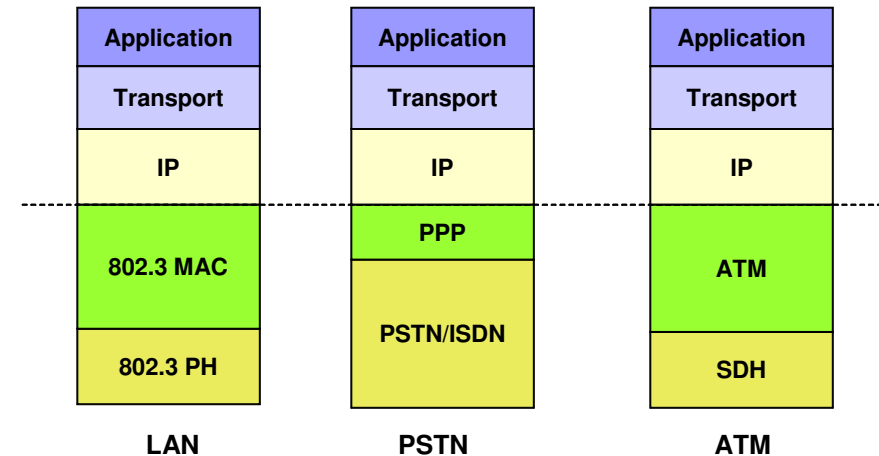 Application
Transport
IP
802.3 MAC
802.3 PH
LAN
Application
Transport
IP
PPP
PSTN/ISDN
PSTN
Application
Transport
IP
ATM
SDH
ATM